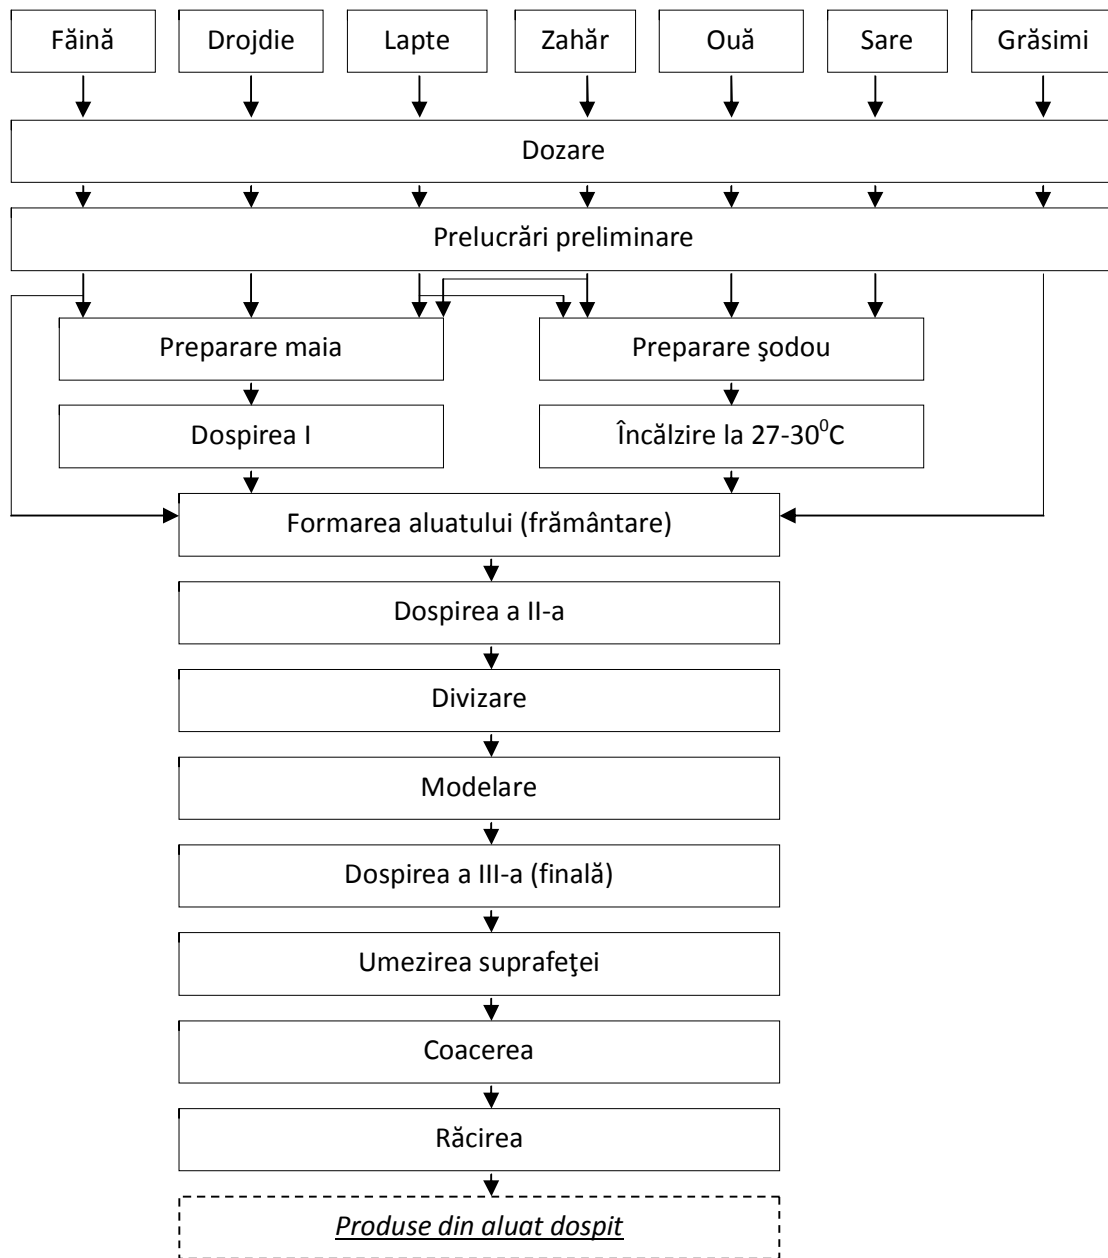 Făină Drojdie Lapte Zahăr Ouă Sare Grăsimi
Dozare
Prelucrări preliminare
Preparare maia Preparare şodou
Dospirea I Încălzire la 27-30⁰C
Formarea aluatului (frământare)
Dospirea a II-a
Divizare
Modelare
Dospirea a III-a (finală)
Umezirea suprafeţei
Coacerea
Răcirea
Produse din aluat dospit